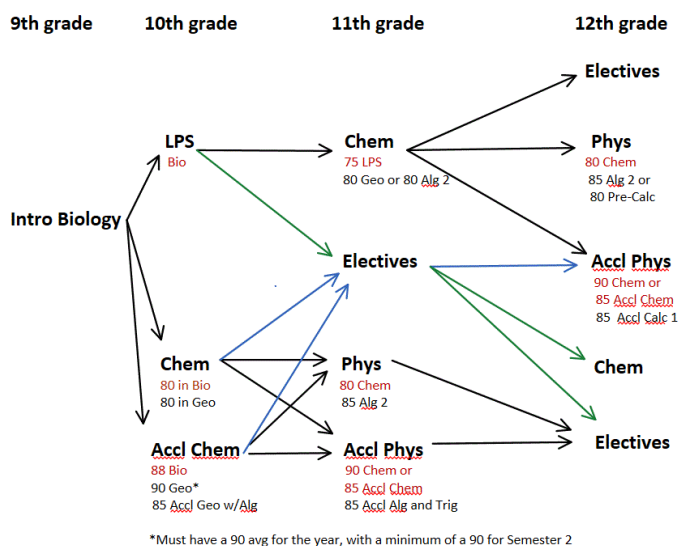 9th grade
10th grade
11th grade
12th grade
Electives
LPS
Bio
Chem
75 LPS
80 Geo or 80 Alg 2
Phys
80 Chem
85 Alg 2 or
80 Pre-Calc
Intro Biology
Electives
Accl Phys
90 Chem or
85 Accl Chem
85 Accl Calc 1
Chem
80 in Bio
80 in Geo
Phys
80 Chem
85 Alg 2
Chem
Accl Chem
88 Bio
90 Geo*
85 Accl Geo w/Alg
Accl Phys
90 Chem or
85 Accl Chem
85 Accl Alg and Trig
Electives
*Must have a 90 avg for the year, with a minimum of a 90 for Semester 2